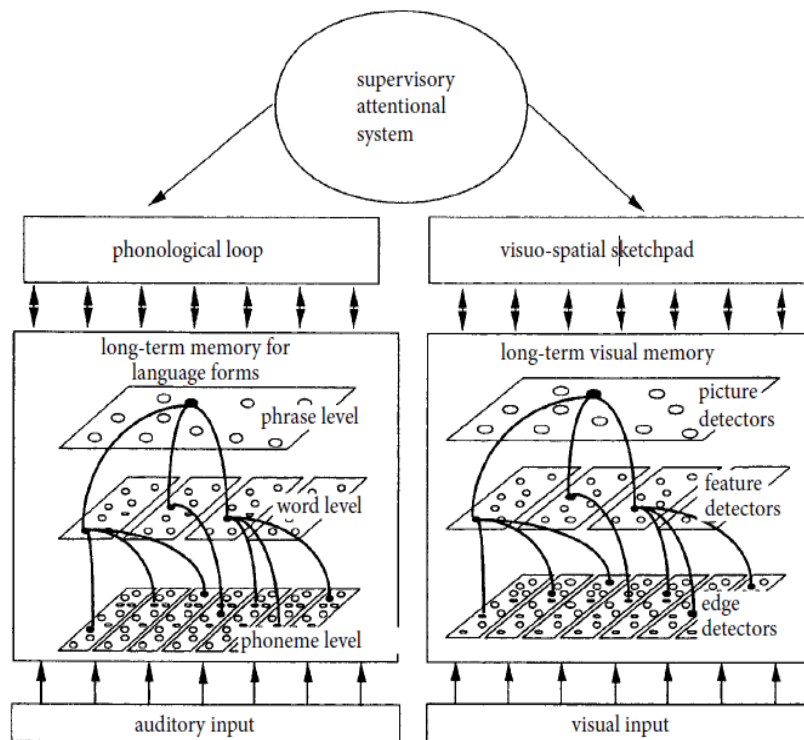 supervisory
attentional
system
phonological loop
visuo-spatial sketchpad
long-term memory for
language forms
phrase level
word level
phoneme level
auditory input
long-term visual memory
picture
detectors
feature
detectors
edge
detectors
visual input